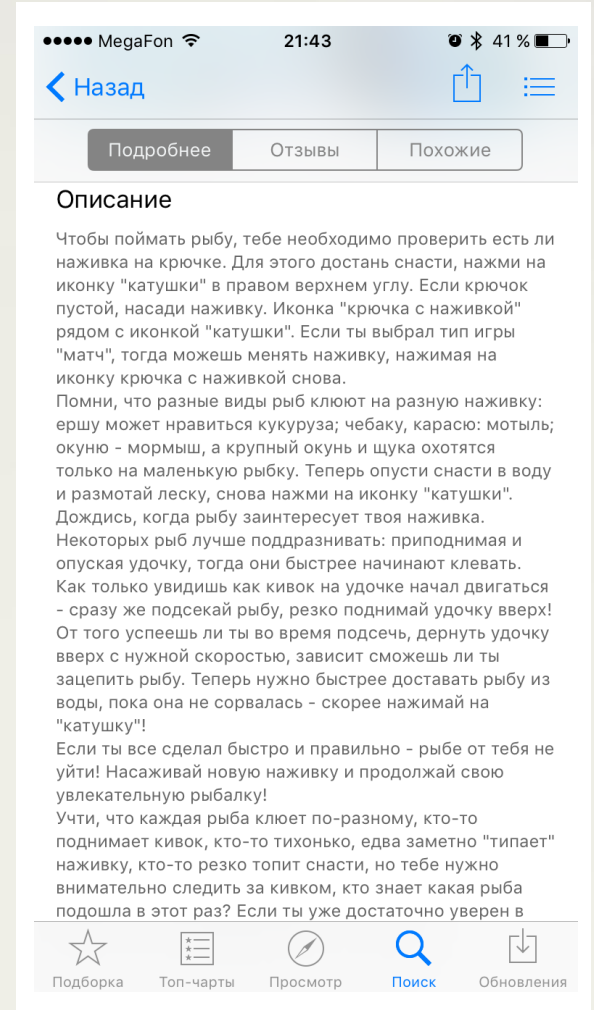 MegaFon 21:43 41 %
Назад
Подробнее Отзывы Похожие
Описание
Чтобы поймать рыбу, тебе необходимо проверить есть ли
наживка на крючке. Для этого достань снасти, нажми на
иконку "катушки" в правом верхнем углу. Если крючок
пустой, насади наживку. Иконка "крючка с наживкой"
рядом с иконкой "катушки". Если ты выбрал тип игры
"матч", тогда можешь менять наживку, нажимая на
иконку крючка с наживкой снова.
Помни, что разные виды рыб клюют на разную наживку:
ершу может нравиться кукуруза; чебаку, карасю: мотыль;
окуню - мормыш, а крупный окунь и щука охотятся
только на маленькую рыбку. Теперь опусти снасти в воду
и размотай леску, снова нажми на иконку "катушки".
Дождись, когда рыбу заинтересует твоя наживка.
Некоторых рыб лучше поддразнивать: приподнимая и
опуская удочку, тогда они быстрее начинают клевать.
Как только увидишь как кивок на удочке начал двигаться
- сразу же подсекай рыбу, резко поднимай удочку вверх!
От того успеешь ли ты во время подсечь, дернуть удочку
вверх с нужной скоростью, зависит сможешь ли ты
зацепить рыбу. Теперь нужно быстрее доставать рыбу из
воды, пока она не сорвалась - скорее нажимай на
"катушку"!
Если ты все сделал быстро и правильно - рыбе от тебя не
уйти! Насаживай новую наживку и продолжай свою
увлекательную рыбалку!
Учти, что каждая рыба клюет по-разному, кто-то
поднимает кивок, кто-то тихонько, едва заметно "типает"
наживку, кто-то резко топит снасти, но тебе нужно
внимательно следить за кивком, кто знает какая рыба
подошла в этот раз? Если ты уже достаточно уверен в
Подборка Топ-чарты Просмотр Поиск Обновления